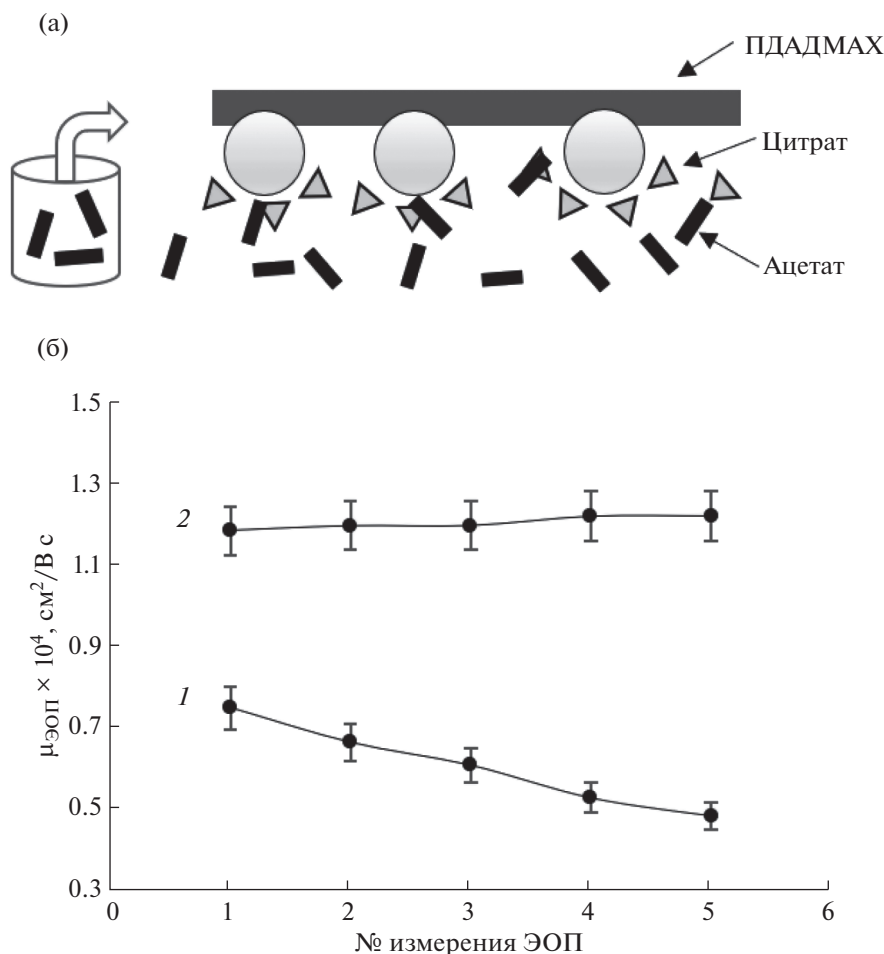 (а)
ПДАДМАХ
Цитрат
Ацетат
(б)
1.5
1.3
1.1
0.9
0.7
0.5
0.3
2
1
μЭОП × 10⁴, см²/В с
0 1 2 3 4 5 6
№ измерения ЭОП